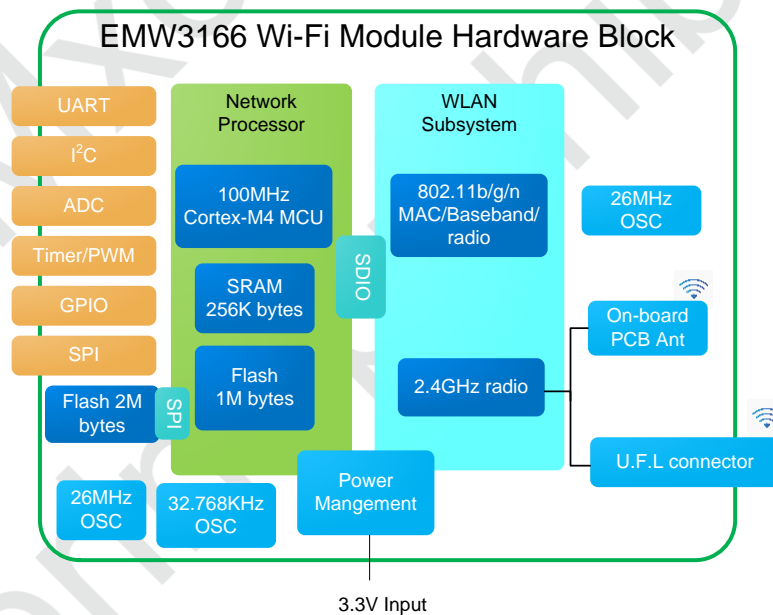 EMW3166 Wi-Fi Module Hardware Block
UART
I²C
ADC
Timer/PWM
GPIO
SPI
Network
Processor
100MHz
Cortex-M4 MCU
SRAM
256K bytes
Flash
1M bytes
Flash 2M
bytes
SPI
SDIO
WLAN
Subsystem
802.11b/g/n
MAC/Baseband/
radio
2.4GHz radio
26MHz
OSC
On-board
PCB Ant
U.F.L connector
26MHz
OSC
32.768KHz
OSC
Power
Mangement
3.3V Input